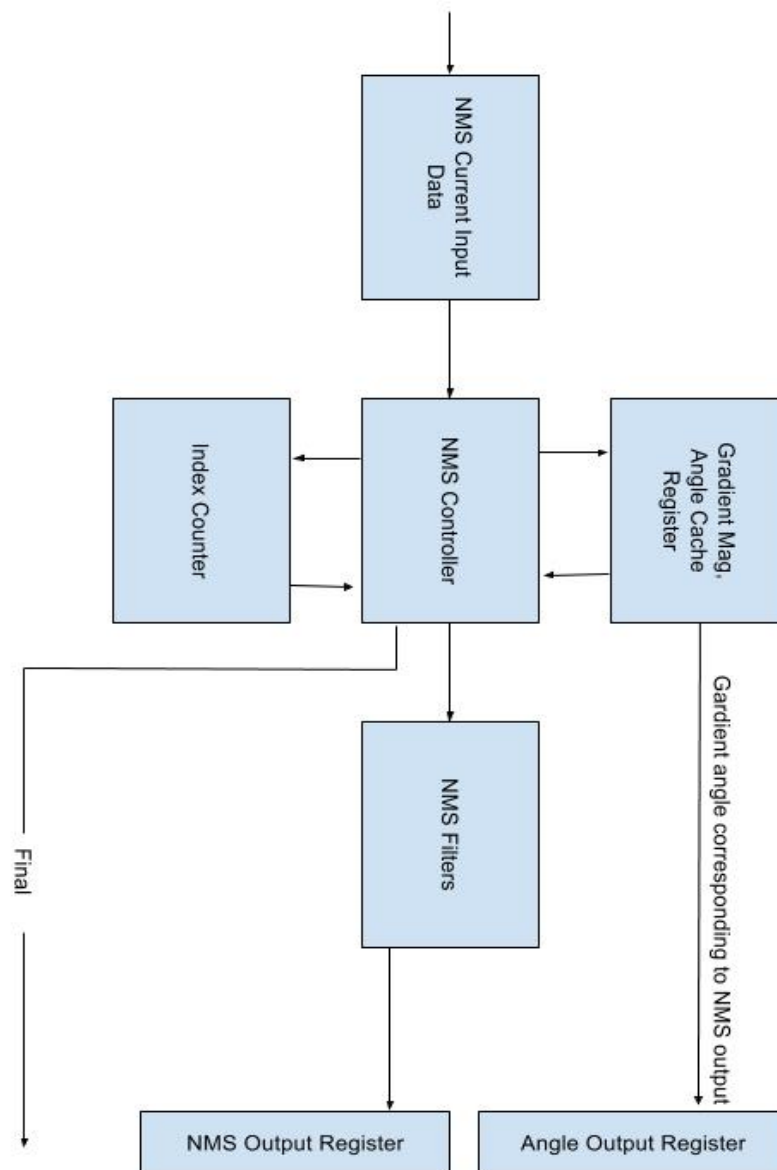 NMS Current Input
Data
Index Counter
NMS Controller
Gradient Mag,
Angle Cache
Register
NMS Filters
Gardient angle corresponding to NMS output
Final
NMS Output Register
Angle Output Register